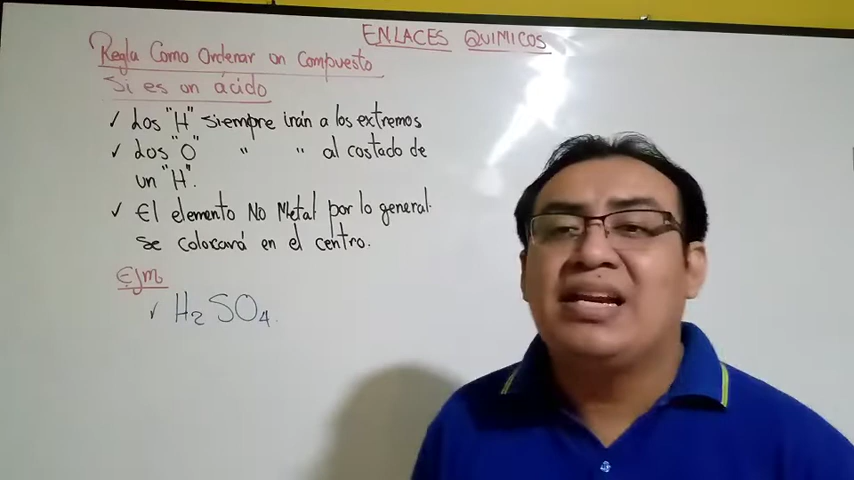 ENLACES QUIMICOS
Regla Como Ordenar un Compuesto
Si es un ácido
✓ Los "H" siempre irán a los extremos
✓ Los "O" " " al costado de
un "H".
✓ El elemento No Metal por lo general
se colocará en el centro.
Ejm
✓ H₂SO₄.